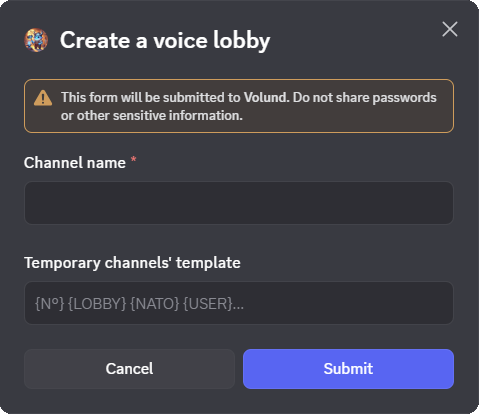 Create a voice lobby
This form will be submitted to Volund. Do not share passwords
or other sensitive information.
Channel name *
Temporary channels' template
{Nº} {LOBBY} {NATO} {USER}...
Cancel
Submit